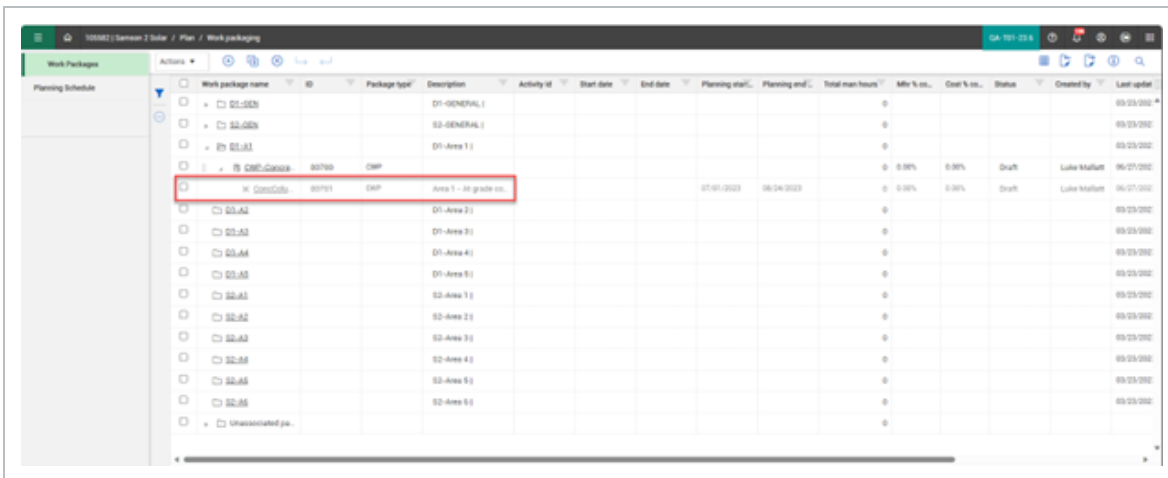 105582 | Samson 2 Solar / Plan / Work packaging QA-701-23.6
Work Packages
Planning Schedule
Actions
Work package name ID Package type Description Activity Id Start date End date Planning start... Planning end... Total man hours Mhr % co... Cost % co... Status Created by Last updat
D1-GEN D1-GENERAL | 0 03/23/202
S2-GEN S2-GENERAL | 0 03/23/202
D1-A1 D1-Area 1 | 0 03/23/202
CWP-Concre... 80700 CWP 0 0.00% 0.00% Draft Luke Mallatt 06/27/202
ConcColu... 80701 EWP Area 1 - At grade co... 07/01/2023 08/24/2023 0 0.00% 0.00% Draft Luke Mallatt 06/27/202
D1-A2 D1-Area 2 | 0 03/23/202
D1-A3 D1-Area 3 | 0 03/23/202
D1-A4 D1-Area 4 | 0 03/23/202
D1-A5 D1-Area 5 | 0 03/23/202
S2-A1 S2-Area 1 | 0 03/23/202
S2-A2 S2-Area 2 | 0 03/23/202
S2-A3 S2-Area 3 | 0 03/23/202
S2-A4 S2-Area 4 | 0 03/23/202
S2-A5 S2-Area 5 | 0 03/23/202
S2-A6 S2-Area 6 | 0 03/23/202
Unassociated pa... 0